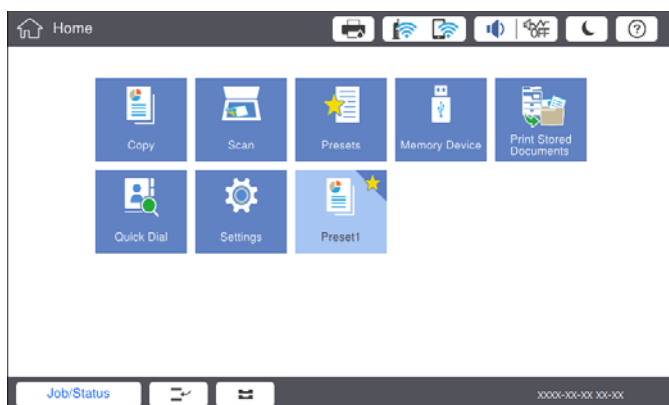 Home
OFF
Copy
Scan
Presets
Memory Device
Print Stored
Documents
Quick Dial
Settings
Preset1
Job/Status
XXXX-XX-XX XX-XX